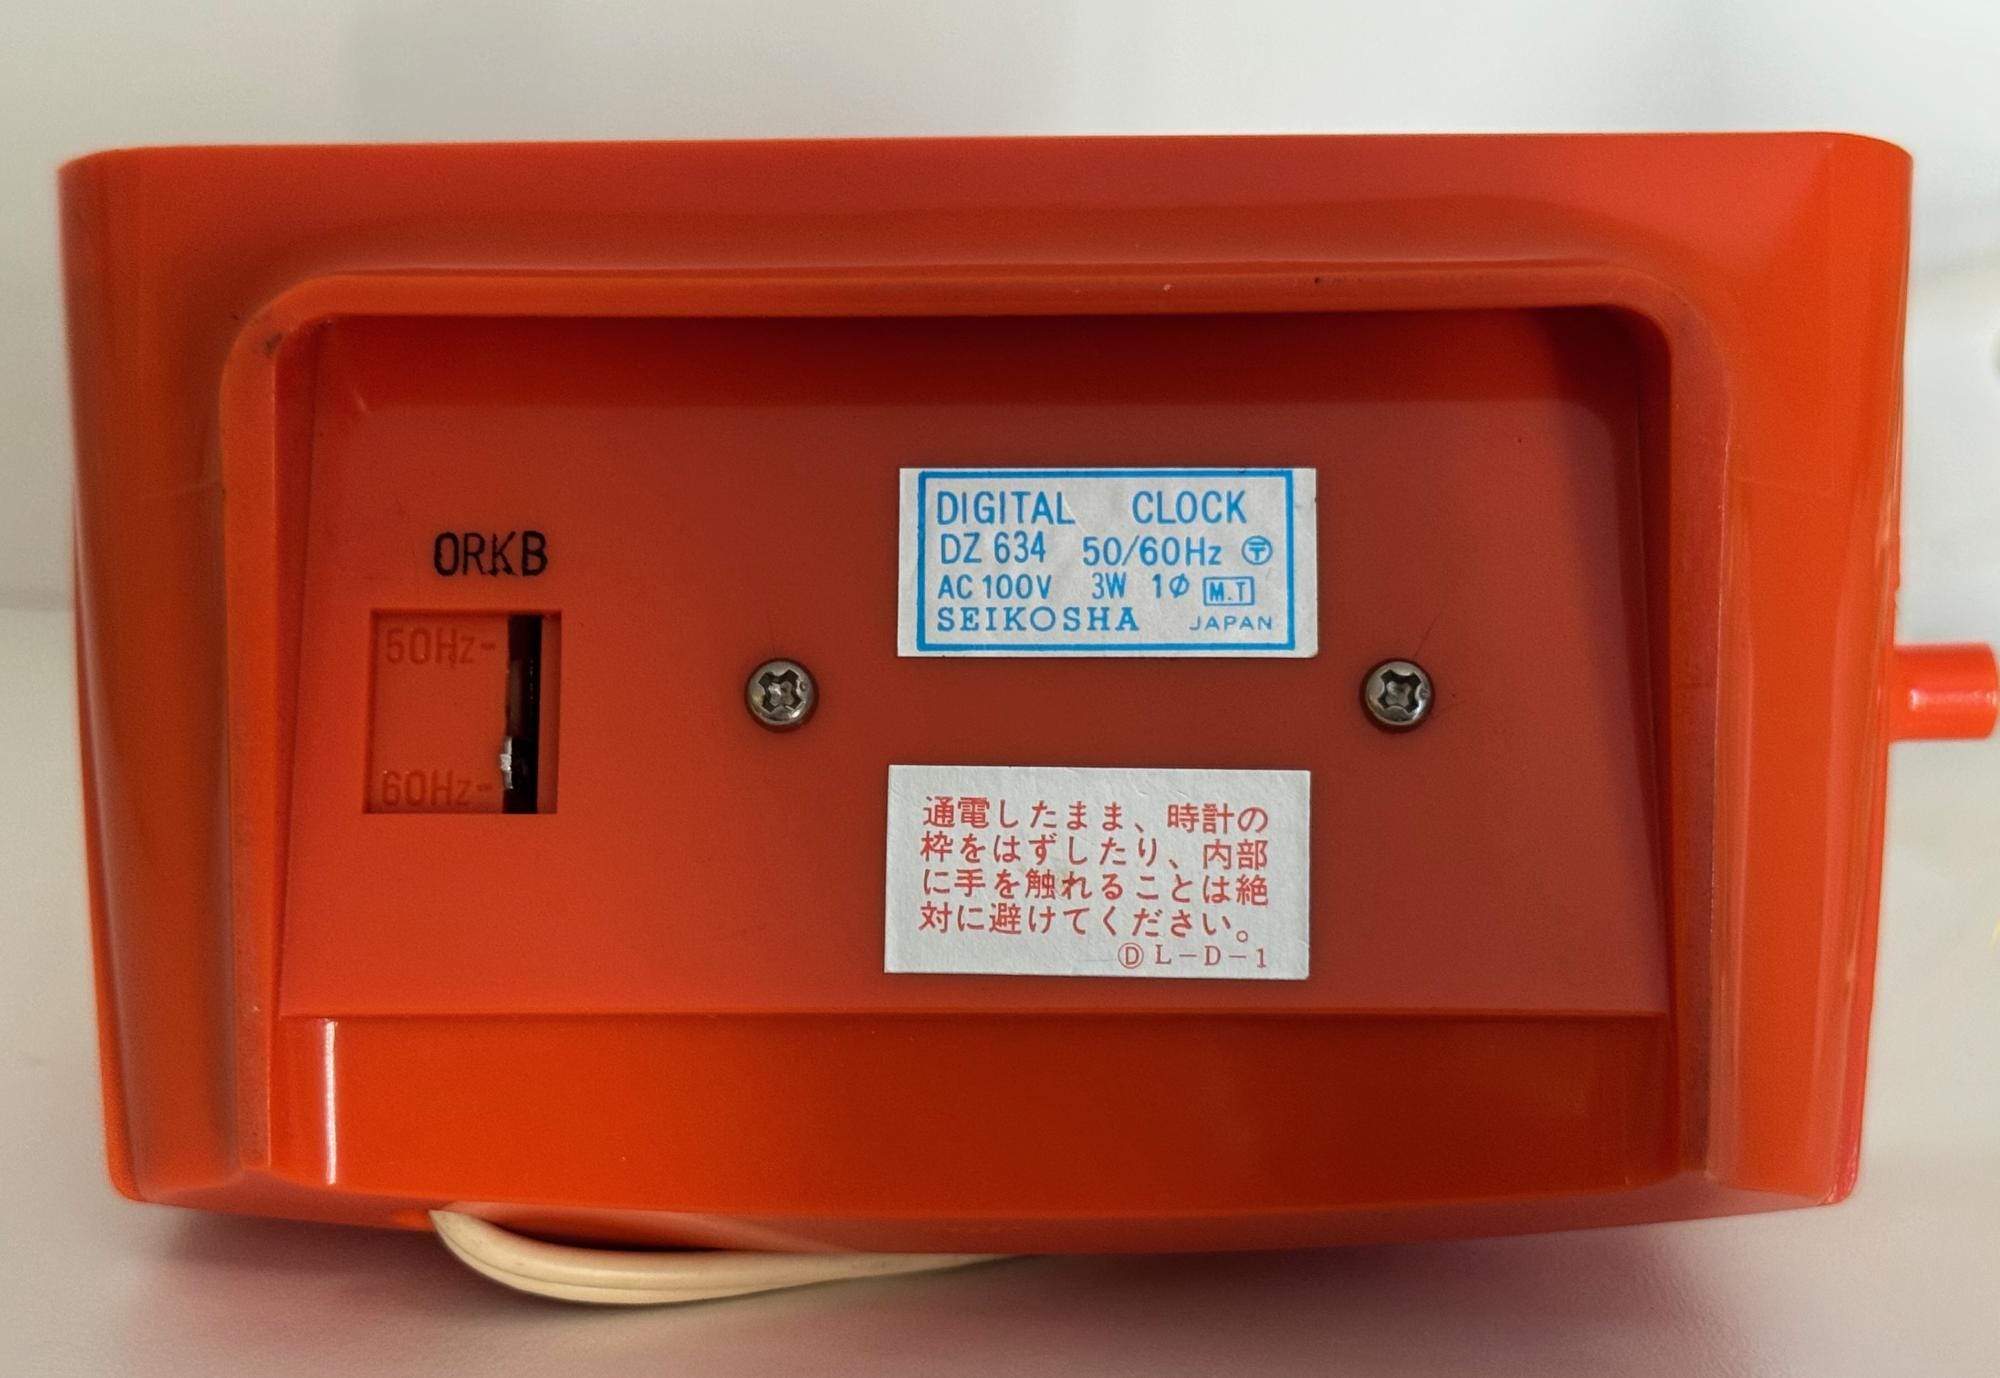 ORKB
50Hz-
60Hz-
DIGITAL CLOCK
DZ 634 50/60Hz 〶
AC 100V 3W 1φ M.T
SEIKOSHA JAPAN
通電したまま、時計の
枠をはずしたり、内部
に手を触れることは絶
対に避けてください。
Ⓓ L-D-1